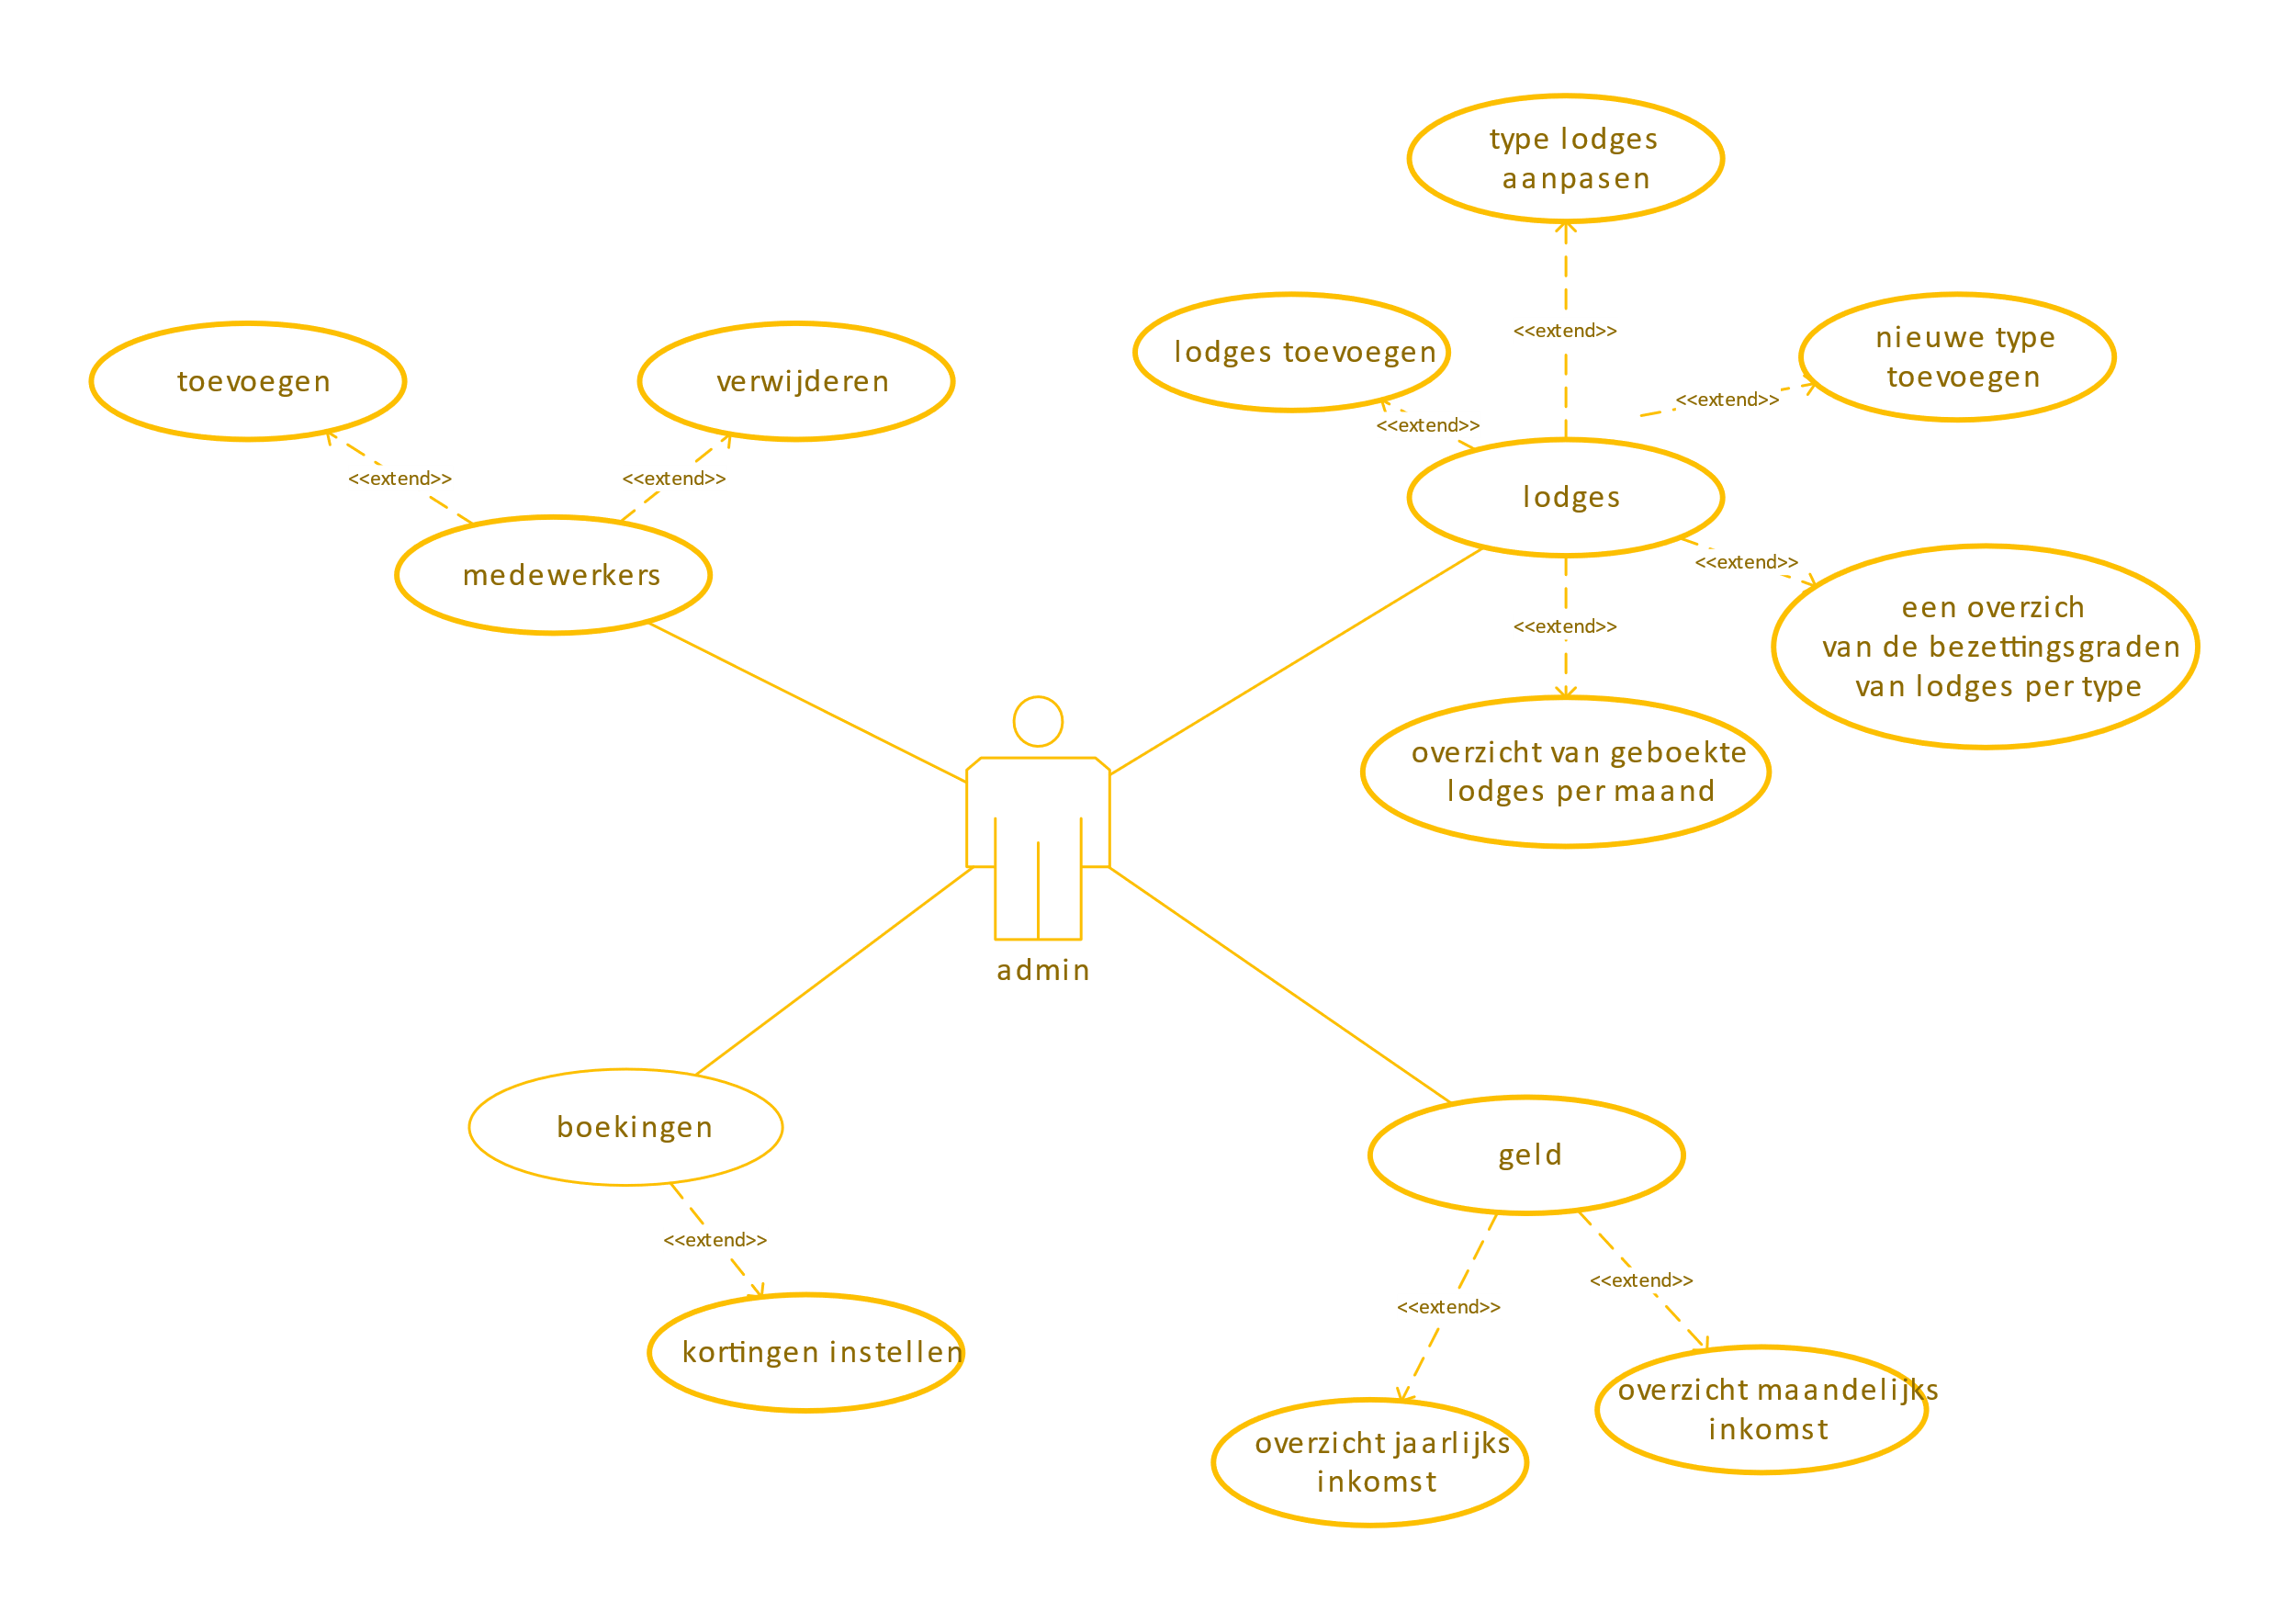 type lodges
aanpasen
<<extend>>
lodges toevoegen
nieuwe type
toevoegen
<<extend>>
<<extend>>
toevoegen
verwijderen
<<extend>>
<<extend>>
medewerkers
lodges
<<extend>>
<<extend>>
een overzich
van de bezettingsgraden
van lodges per type
overzicht van geboekte
lodges per maand
admin
boekingen
geld
<<extend>>
<<extend>>
<<extend>>
kortingen instellen
overzicht maandelijks
inkomst
overzicht jaarlijks
inkomst